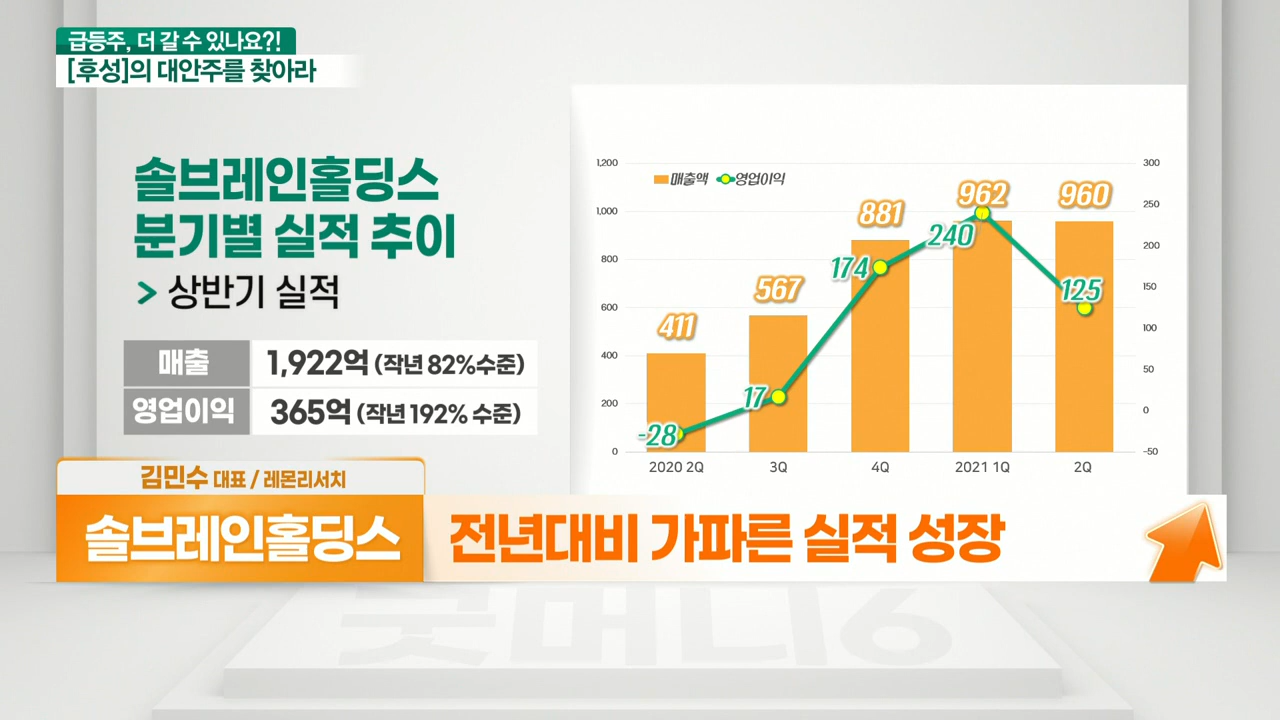 급등주, 더 갈 수 있나요?!
[후성]의 대안주를 찾아라
솔브레인홀딩스
분기별 실적 추이
> 상반기 실적
매출 1,922억 (작년 82%수준)
영업이익 365억 (작년 192% 수준)
매출액 영업이익
1,200
1,000
800
600
400
200
0
300
250
200
150
100
50
0
-50
411
567
881
962
960
-28
17
174
240
125
2020 2Q 3Q 4Q 2021 1Q 2Q
김민수 대표 / 레몬리서치
솔브레인홀딩스 전년대비 가파른 실적 성장
굿머니6